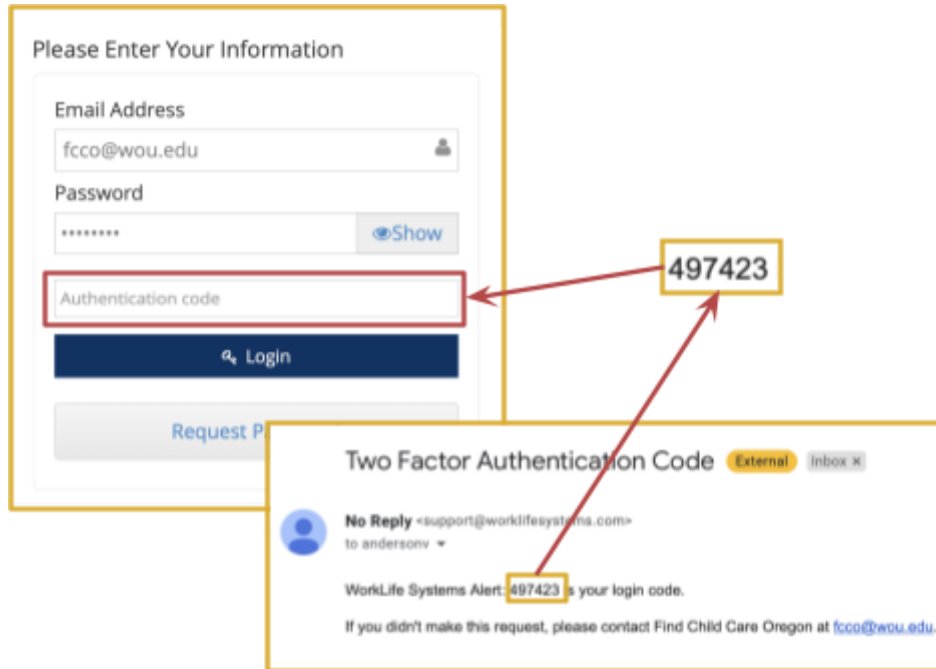 Please Enter Your Information
Email Address
fcco@wou.edu
Password
••••••••
Show
Authentication code
Login
Request P
497423
Two Factor Authentication Code External Inbox ×
No Reply <support@worklifesystems.com>
to andersonv
WorkLife Systems Alert: 497423 is your login code.
If you didn't make this request, please contact Find Child Care Oregon at fcco@wou.edu.